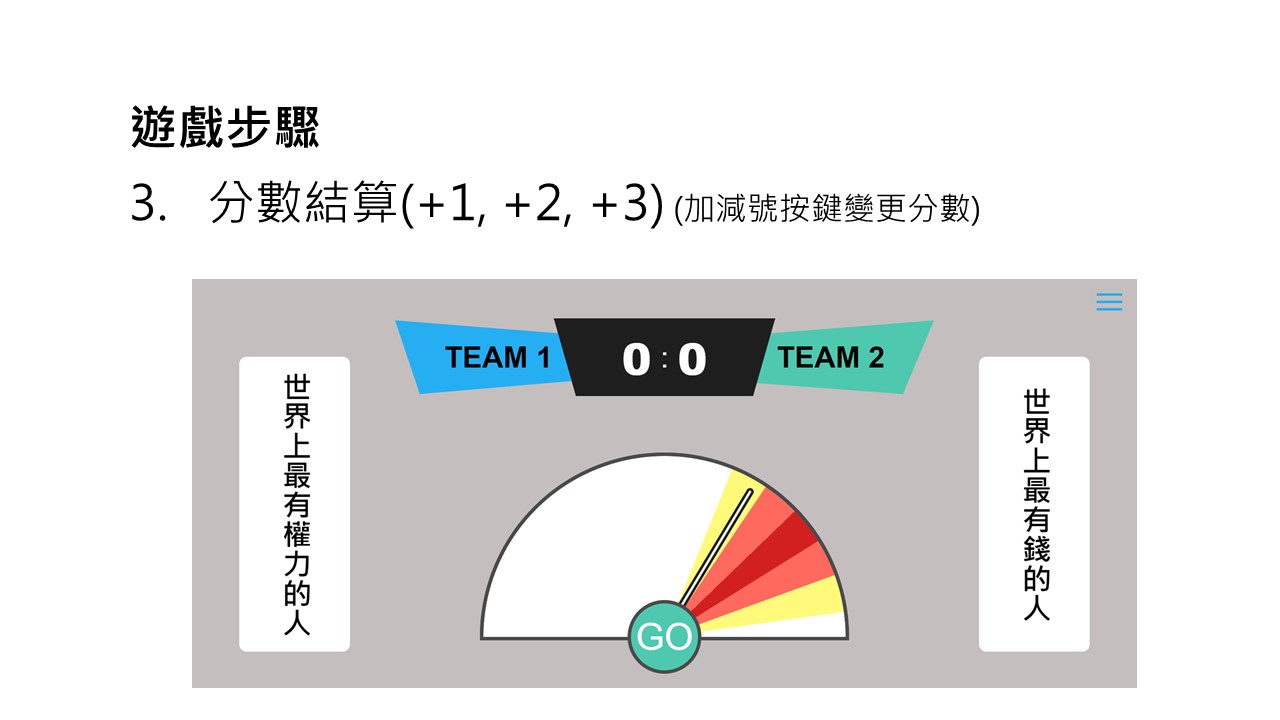 遊戲步驟
3. 分數結算(+1, +2, +3) (加減號按鍵變更分數)
TEAM 1 0 : 0 TEAM 2
世界上最有權力的人
世界上最有錢的人
GO